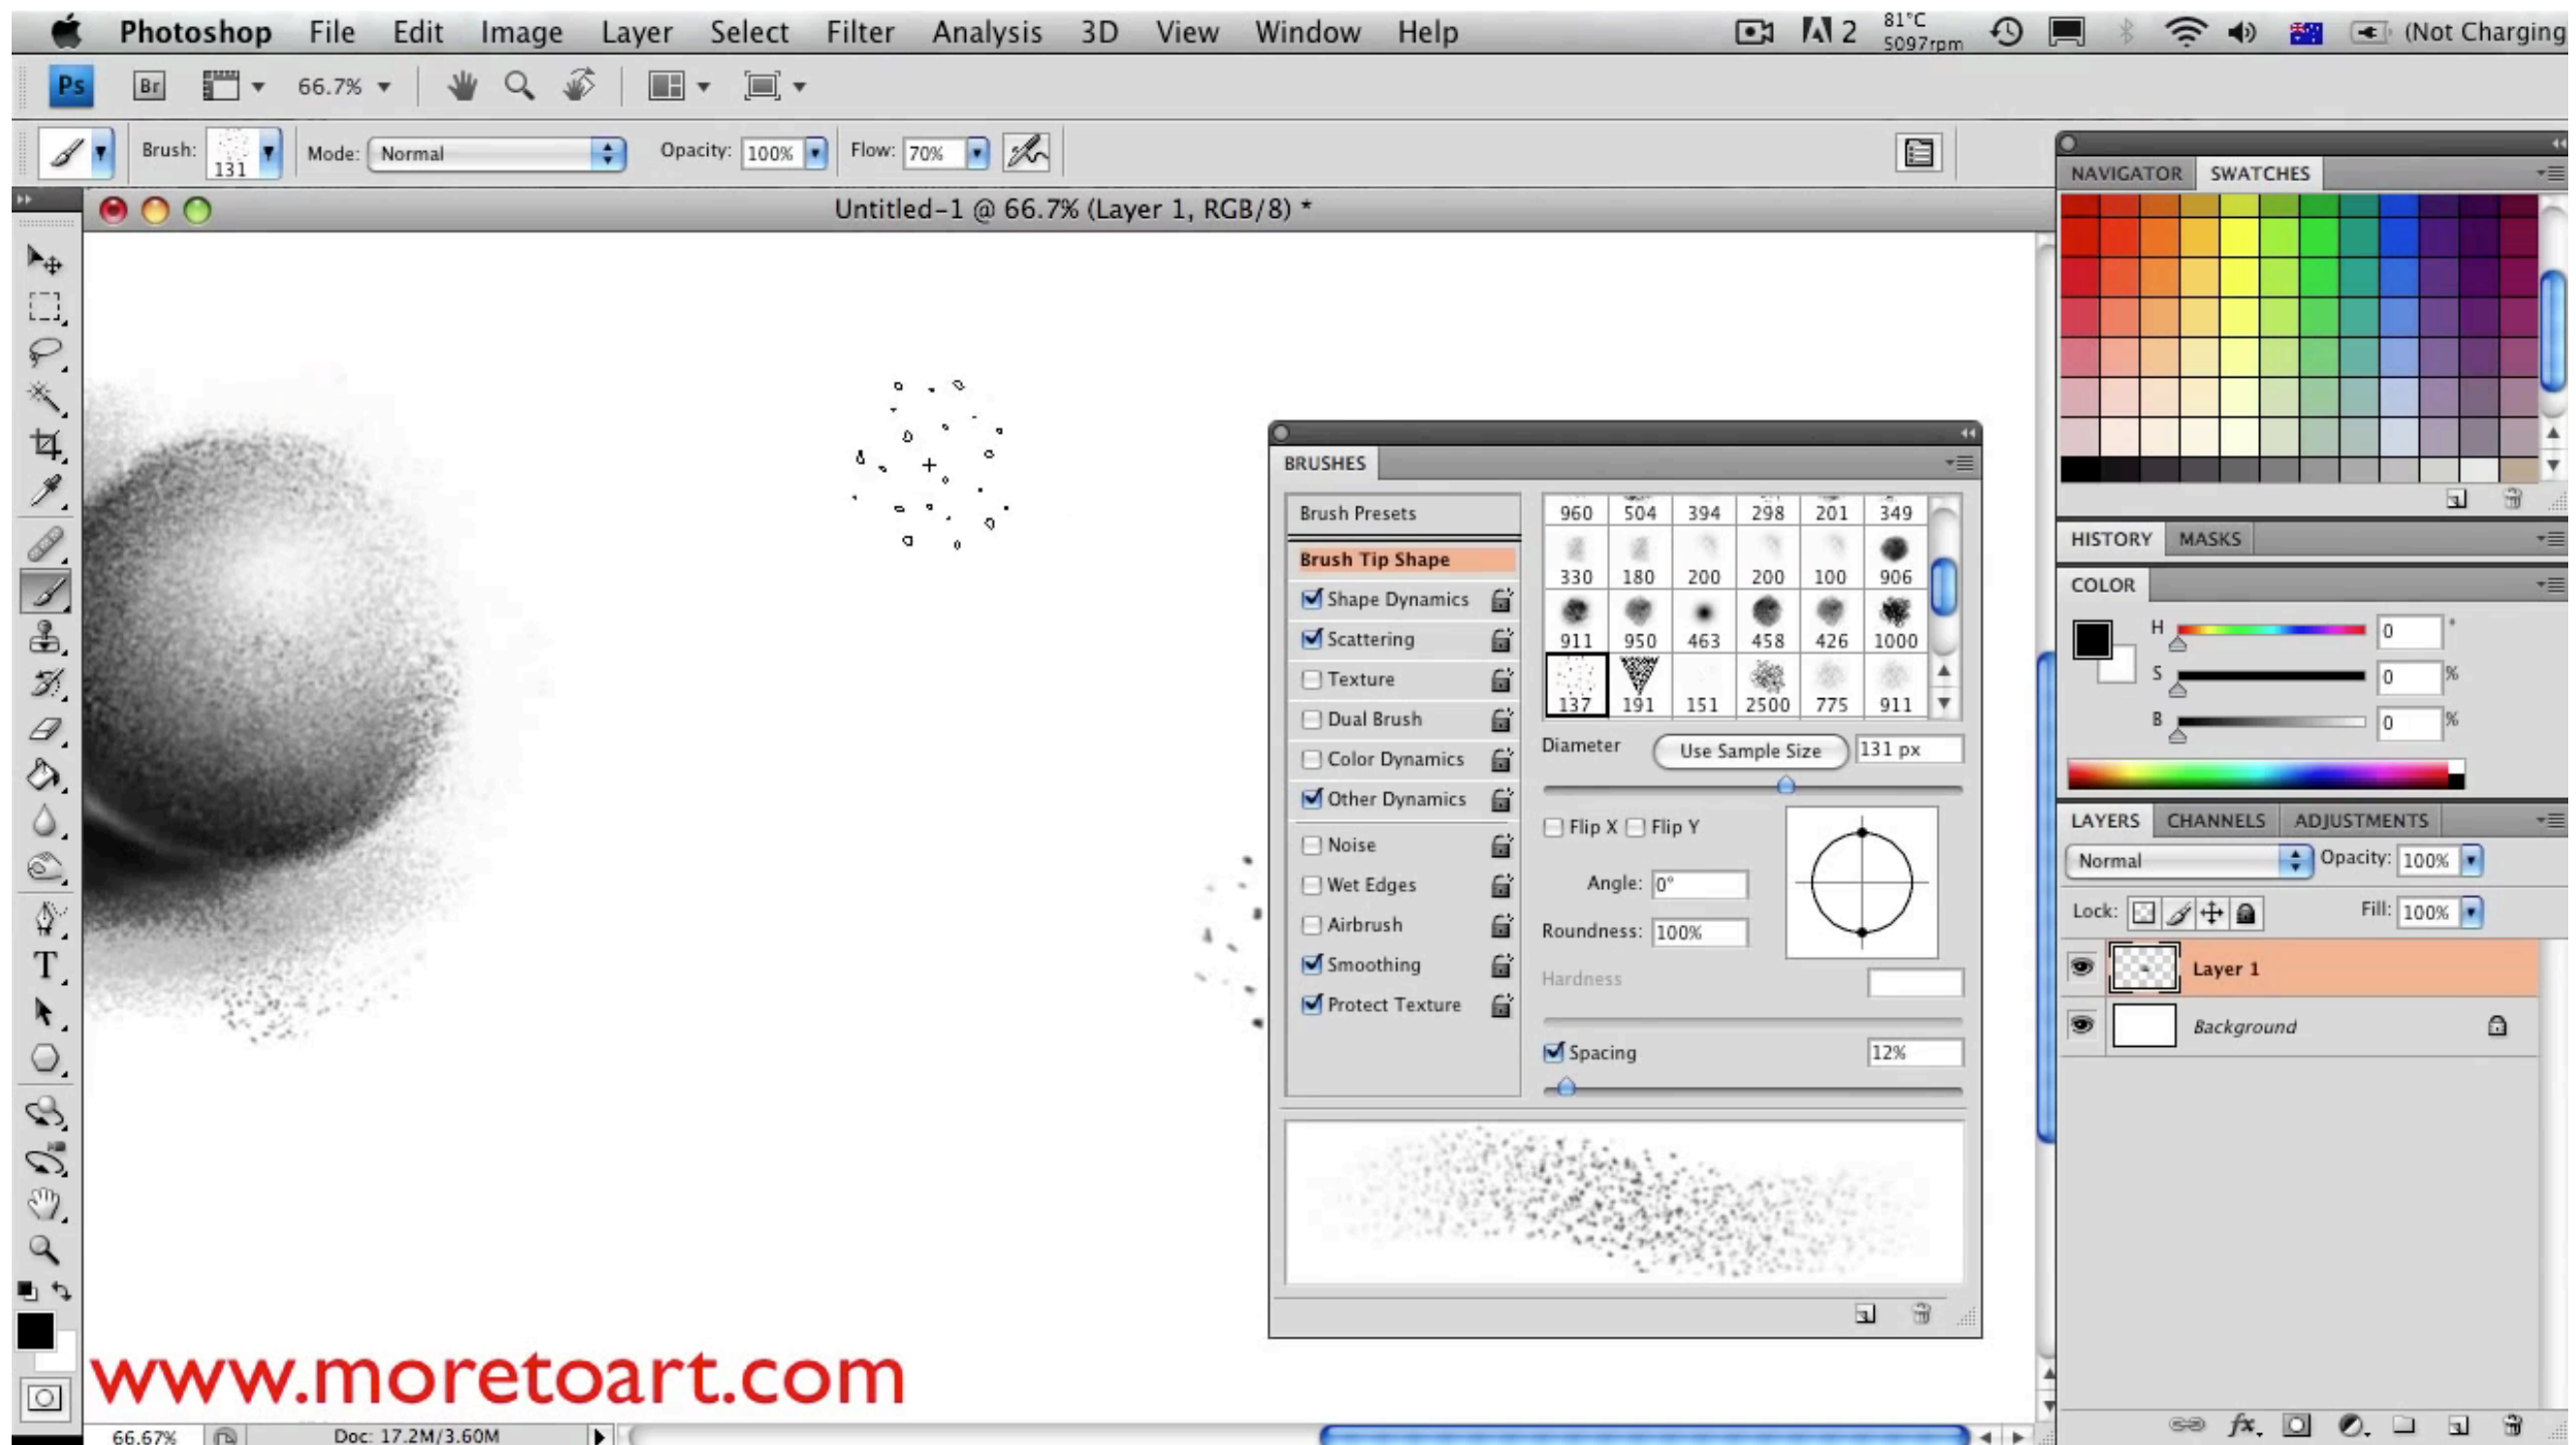 Photoshop File Edit Image Layer Select Filter Analysis 3D View Window Help 2 81°C 5097rpm (Not Charging
Ps Br 66.7%
Brush: 131 Mode: Normal Opacity: 100% Flow: 70%
Untitled-1 @ 66.7% (Layer 1, RGB/8) *
NAVIGATOR SWATCHES
BRUSHES
Brush Presets
Brush Tip Shape
Shape Dynamics
Scattering
Texture
Dual Brush
Color Dynamics
Other Dynamics
Noise
Wet Edges
Airbrush
Smoothing
Protect Texture
960 504 394 298 201 349
330 180 200 200 100 906
911 950 463 458 426 1000
137 191 151 2500 775 911
Diameter Use Sample Size 131 px
Flip X Flip Y
Angle: 0°
Roundness: 100%
Hardness
Spacing 12%
HISTORY MASKS
COLOR
H 0 °
S 0 %
B 0 %
LAYERS CHANNELS ADJUSTMENTS
Normal Opacity: 100%
Lock: Fill: 100%
Layer 1
Background
T
www.moretoart.com
66.67% Doc: 17.2M/3.60M
fx